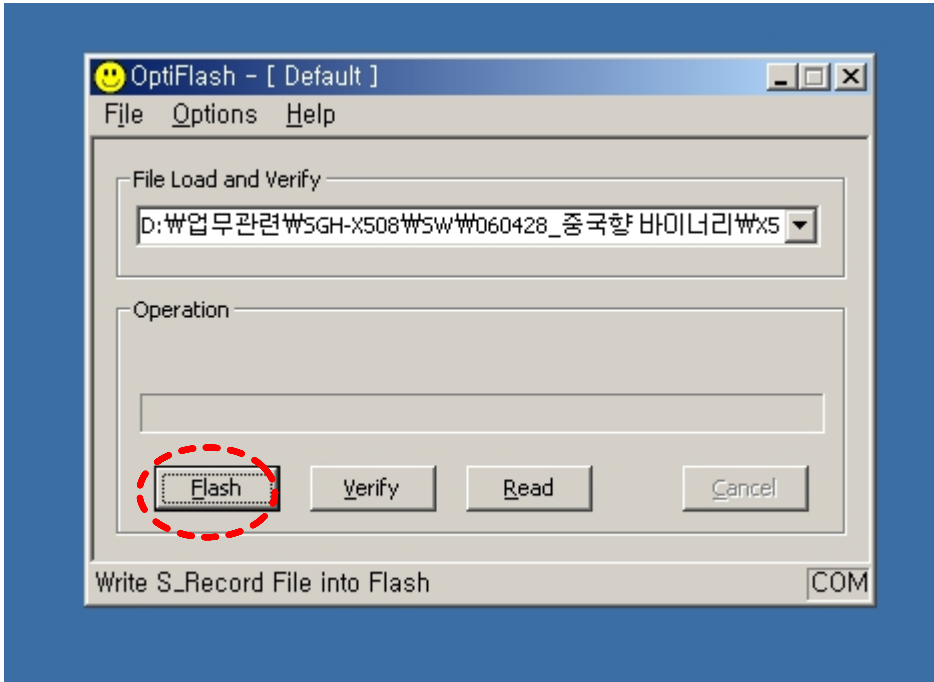 OptiFlash - [ Default ]
File Options Help
File Load and Verify
D:₩업무관련₩SGH-X508₩SW₩060428_중국향 바이너리₩X5
Operation
Flash Verify Read Cancel
Write S_Record File into Flash COM